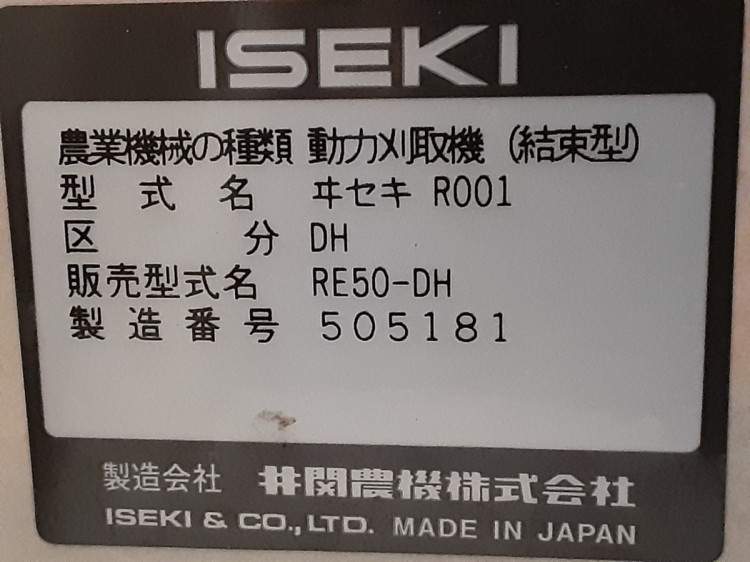 ISEKI
農業機械の種類 動力刈取機 (結束型)
型式名 ヰセキ R001
区分 DH
販売型式名 RE50-DH
製造番号 505181
製造会社 井関農機株式会社
ISEKI & CO., LTD. MADE IN JAPAN